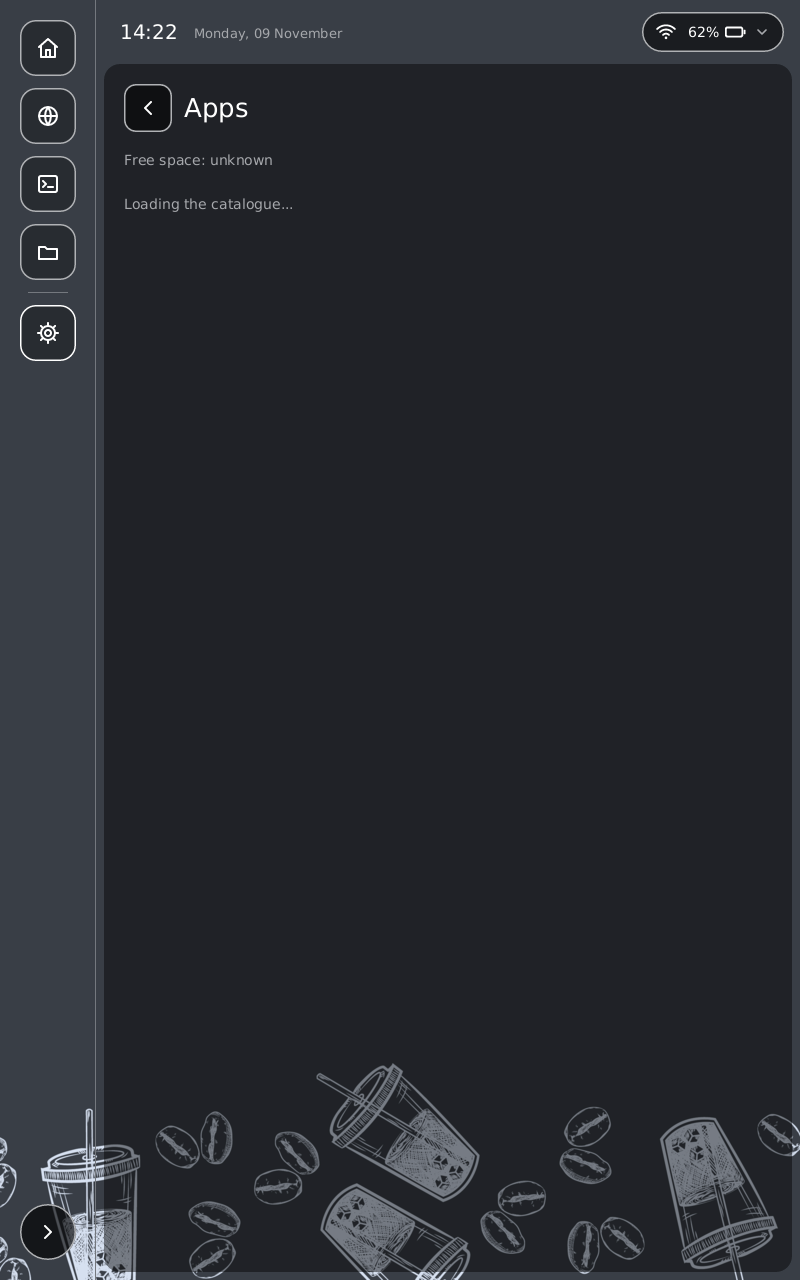 14:22 Monday, 09 November 62%
Apps
Free space: unknown
Loading the catalogue...